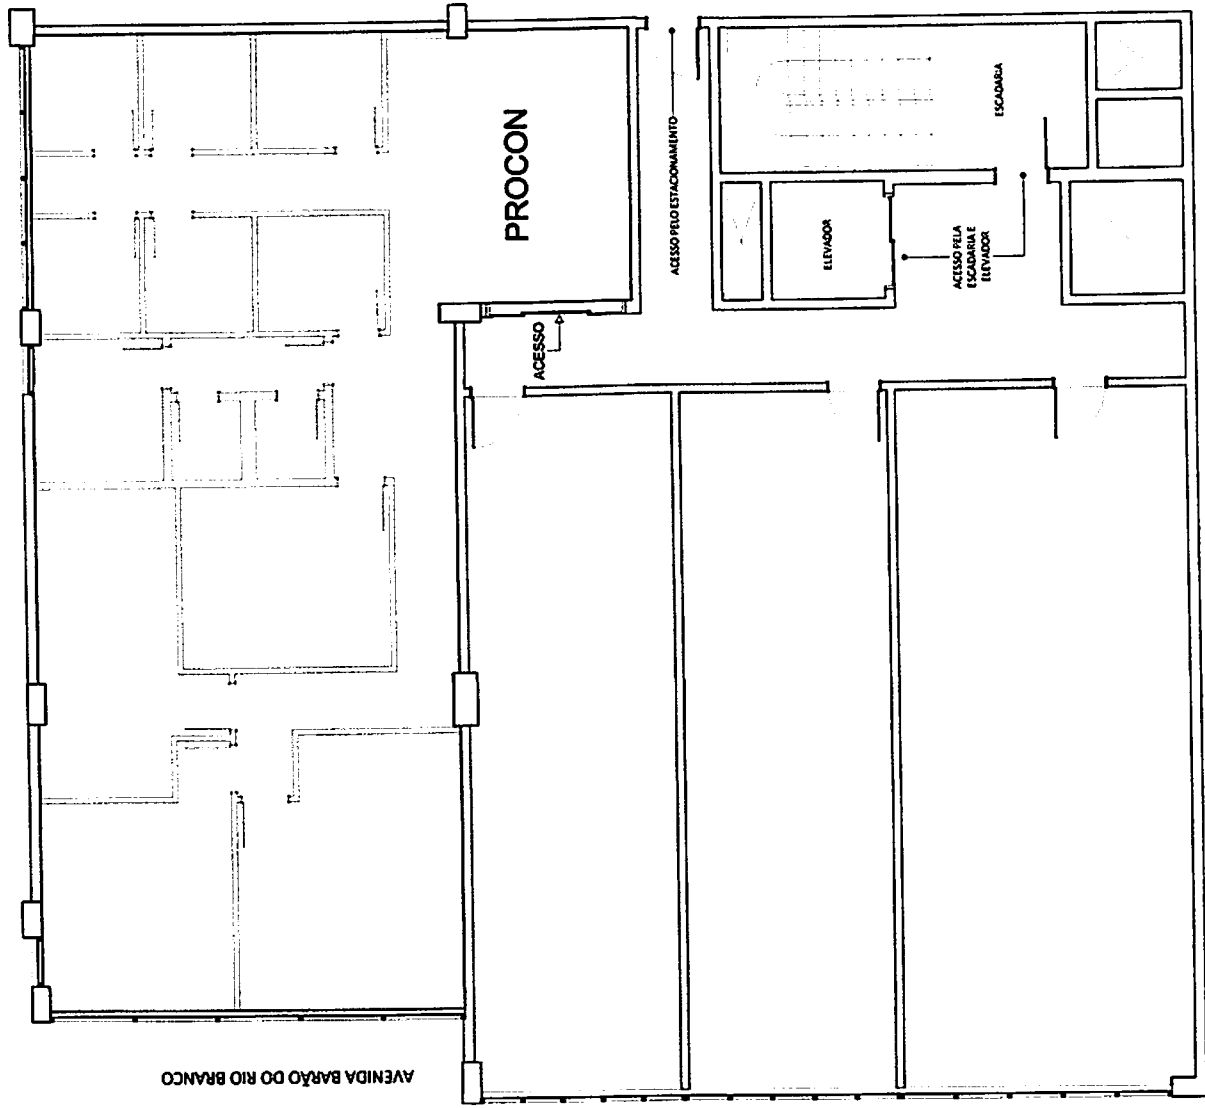 PROCON
ACESSO
ACESSO PELO ESTACIONAMENTO
ESCADARIA
ELEVADOR
ACESSO PELA
ESCADARIA E
ELEVADOR
AVENIDA BARÃO DO RIO BRANCO